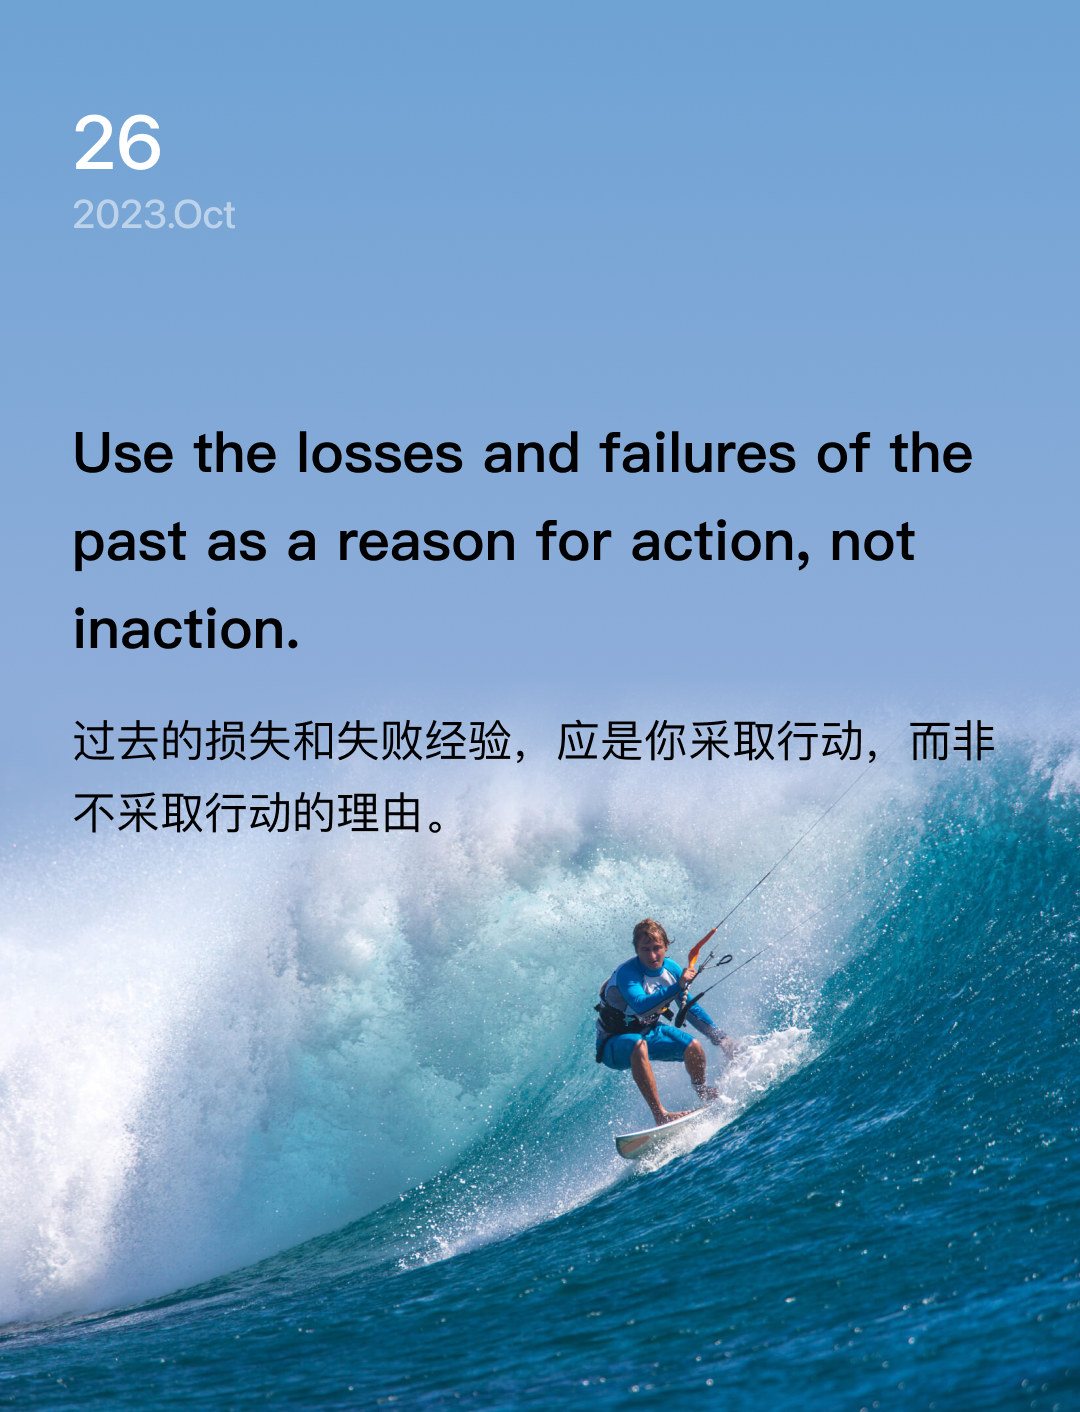 26
2023.Oct
Use the losses and failures of the
past as a reason for action, not
inaction.
过去的损失和失败经验，应是你采取行动，而非
不采取行动的理由。